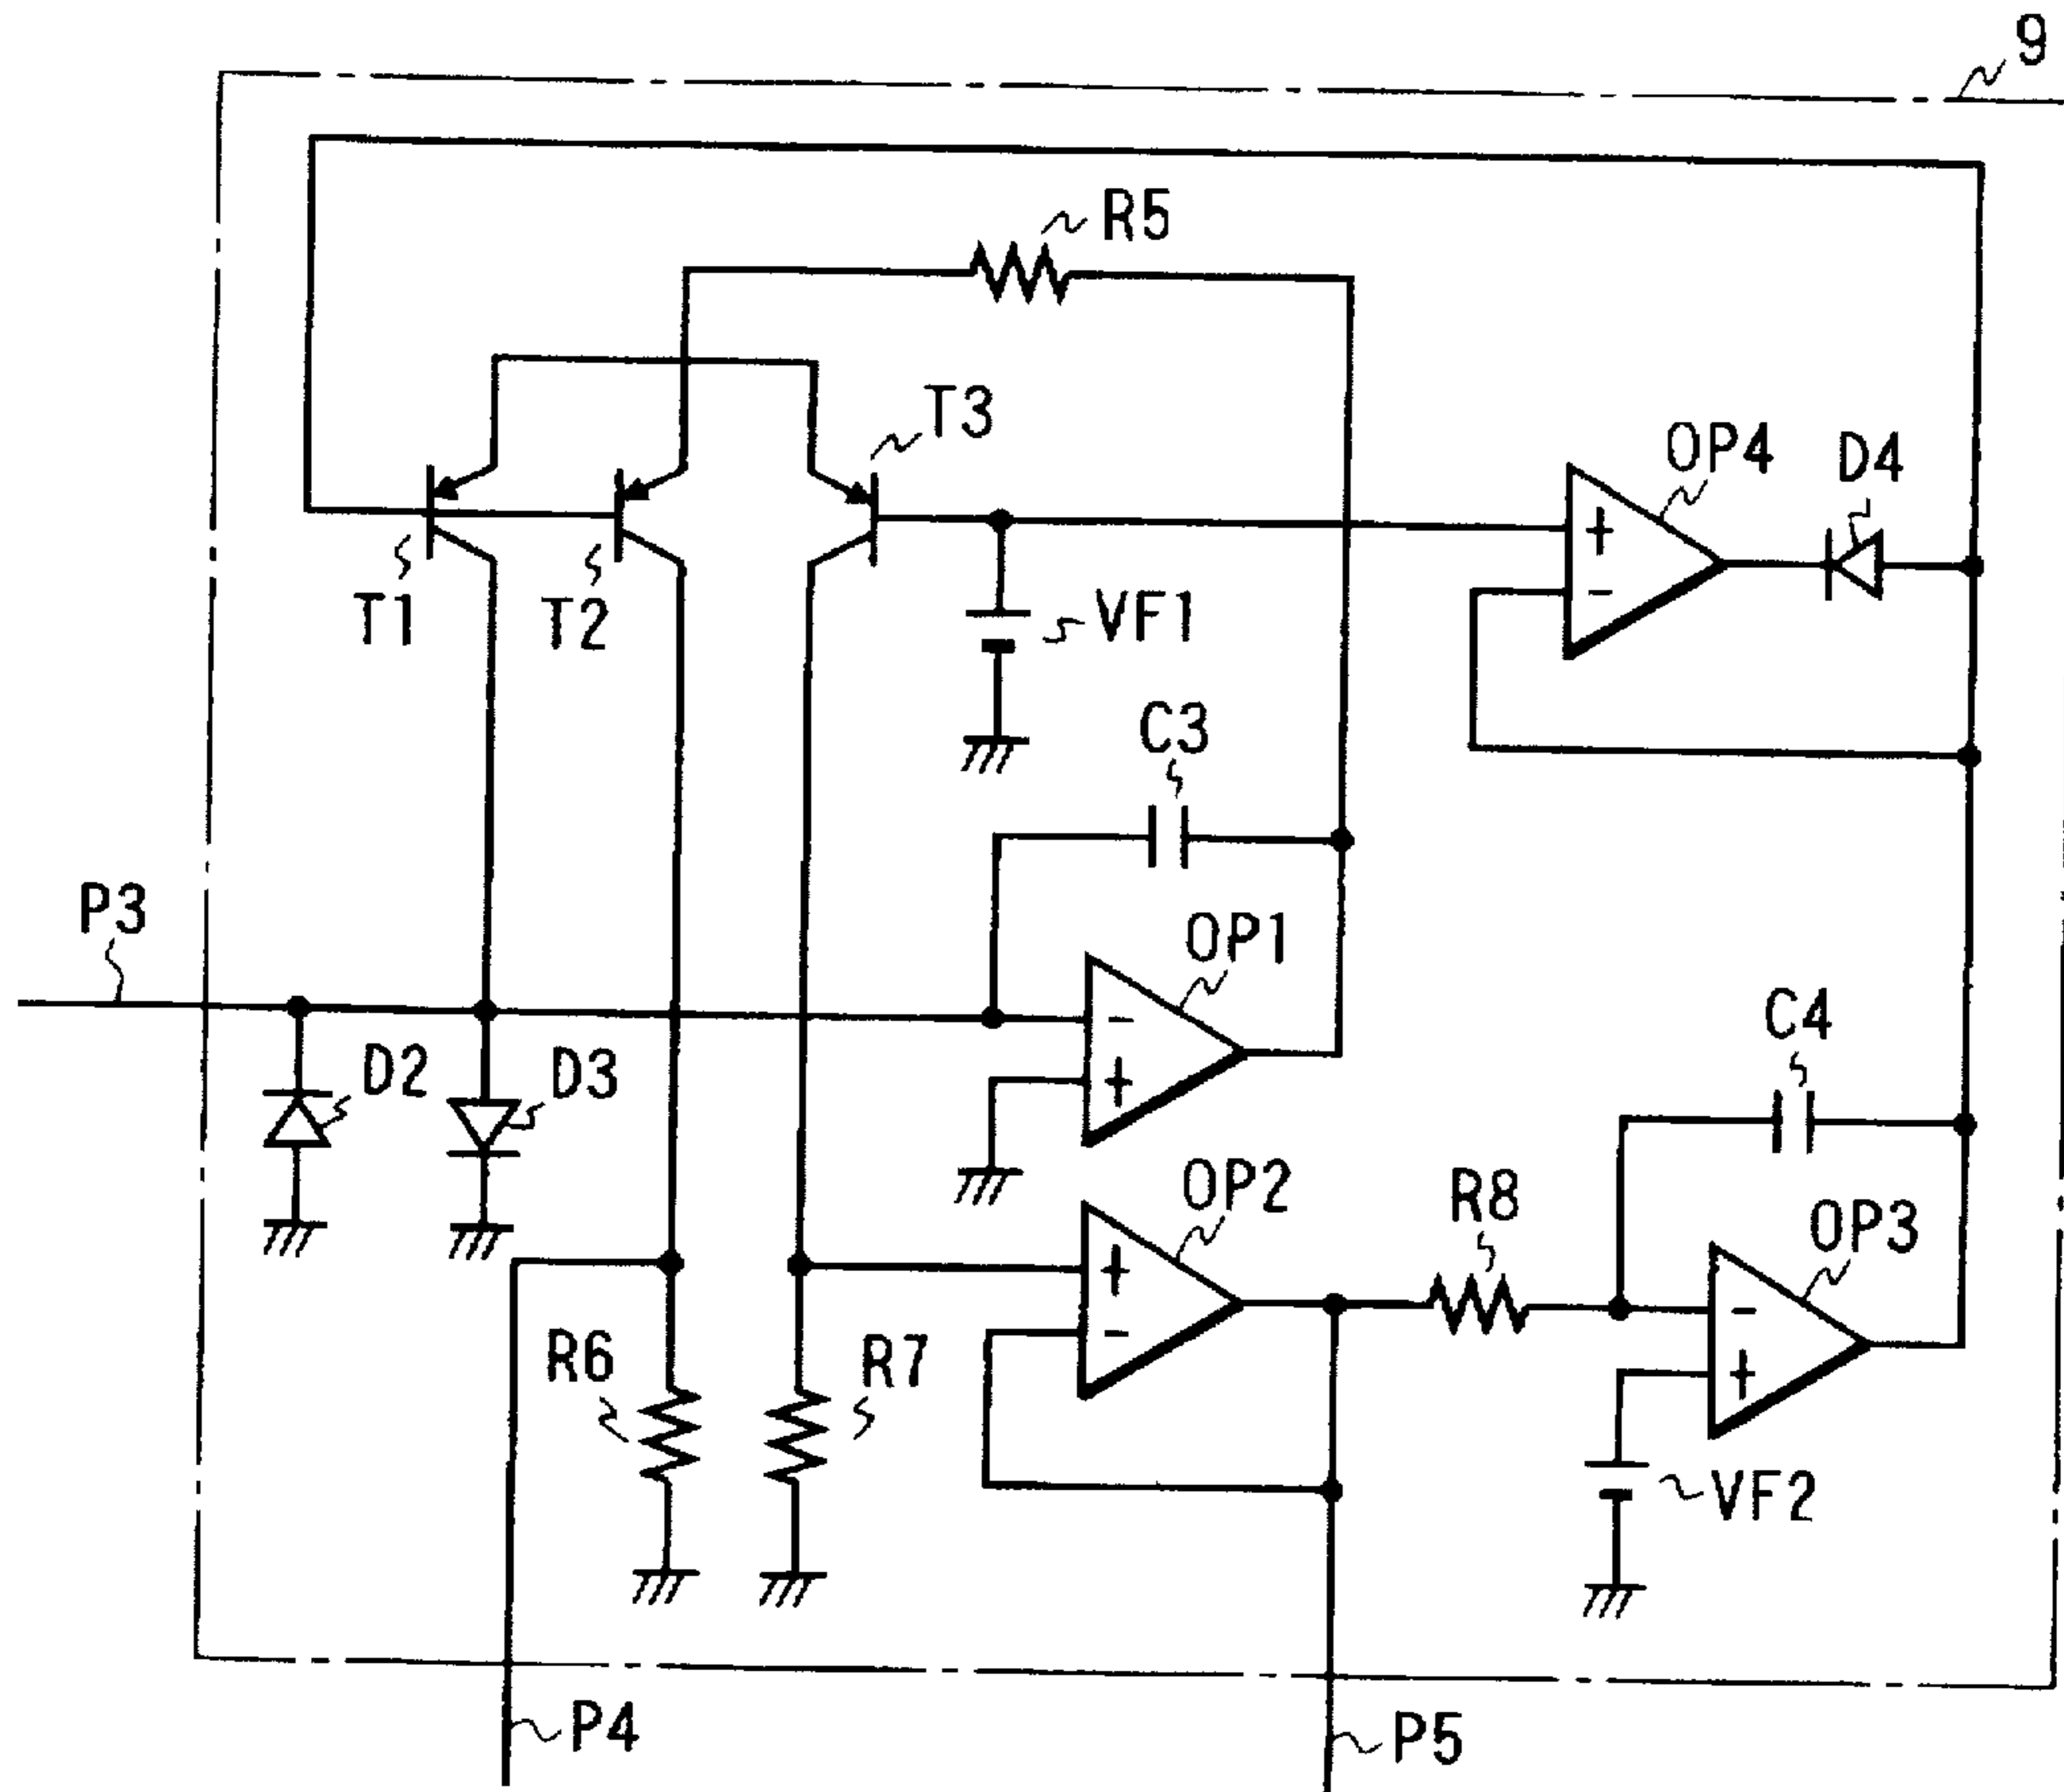 9
R5
T3
OP4
D4
T1
T2
VF1
+
-
C3
P3
OP1
C4
D2
D3
-
+
OP2
R8
OP3
+
-
-
+
R6
R7
VF2
P4
P5